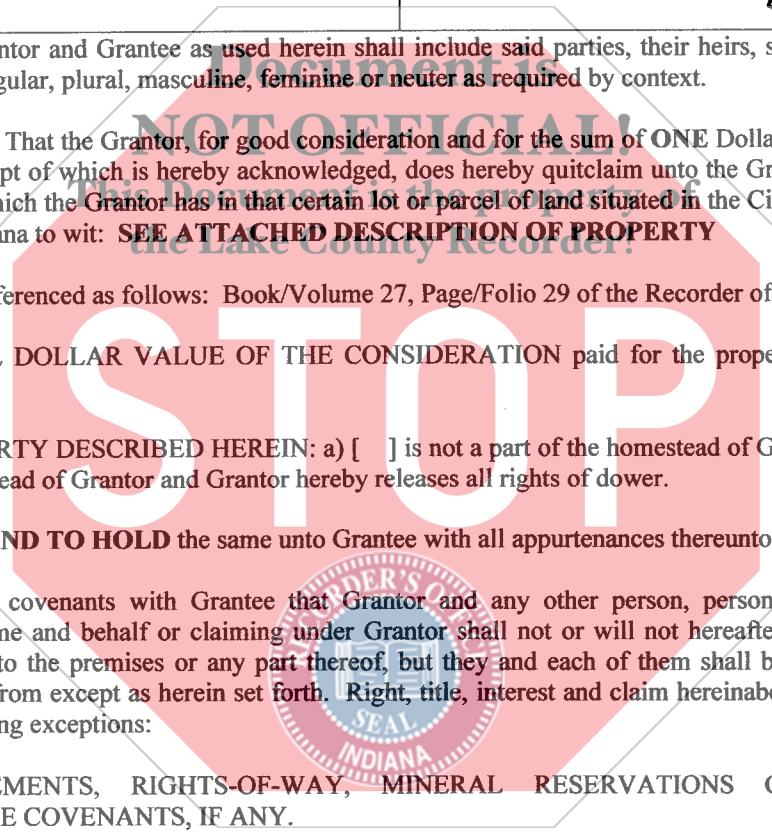 ntor and Grantee as used herein shall include said parties, their heirs, s
gular, plural, masculine, feminine or neuter as required by context.
Document is
NOT OFFICIAL!
This Document is the property of
the Lake County Recorder!
That the Grantor, for good consideration and for the sum of ONE Dolla
pt of which is hereby acknowledged, does hereby quitclaim unto the Gr
hich the Grantor has in that certain lot or parcel of land situated in the Ci
ana to wit: SEE ATTACHED DESCRIPTION OF PROPERTY
ferenced as follows: Book/Volume 27, Page/Folio 29 of the Recorder of
STOP
DOLLAR VALUE OF THE CONSIDERATION paid for the prope
RTY DESCRIBED HEREIN: a) [ ] is not a part of the homestead of G
ead of Grantor and Grantor hereby releases all rights of dower.
ND TO HOLD the same unto Grantee with all appurtenances thereunto
covenants with Grantee that Grantor and any other person, person
me and behalf or claiming under Grantor shall not or will not hereafte
to the premises or any part thereof, but they and each of them shall b
from except as herein set forth. Right, title, interest and claim hereinabo
ng exceptions:
RECORDER'S OFFICE
SEAL
INDIANA
EMENTS, RIGHTS-OF-WAY, MINERAL RESERVATIONS
E COVENANTS, IF ANY.